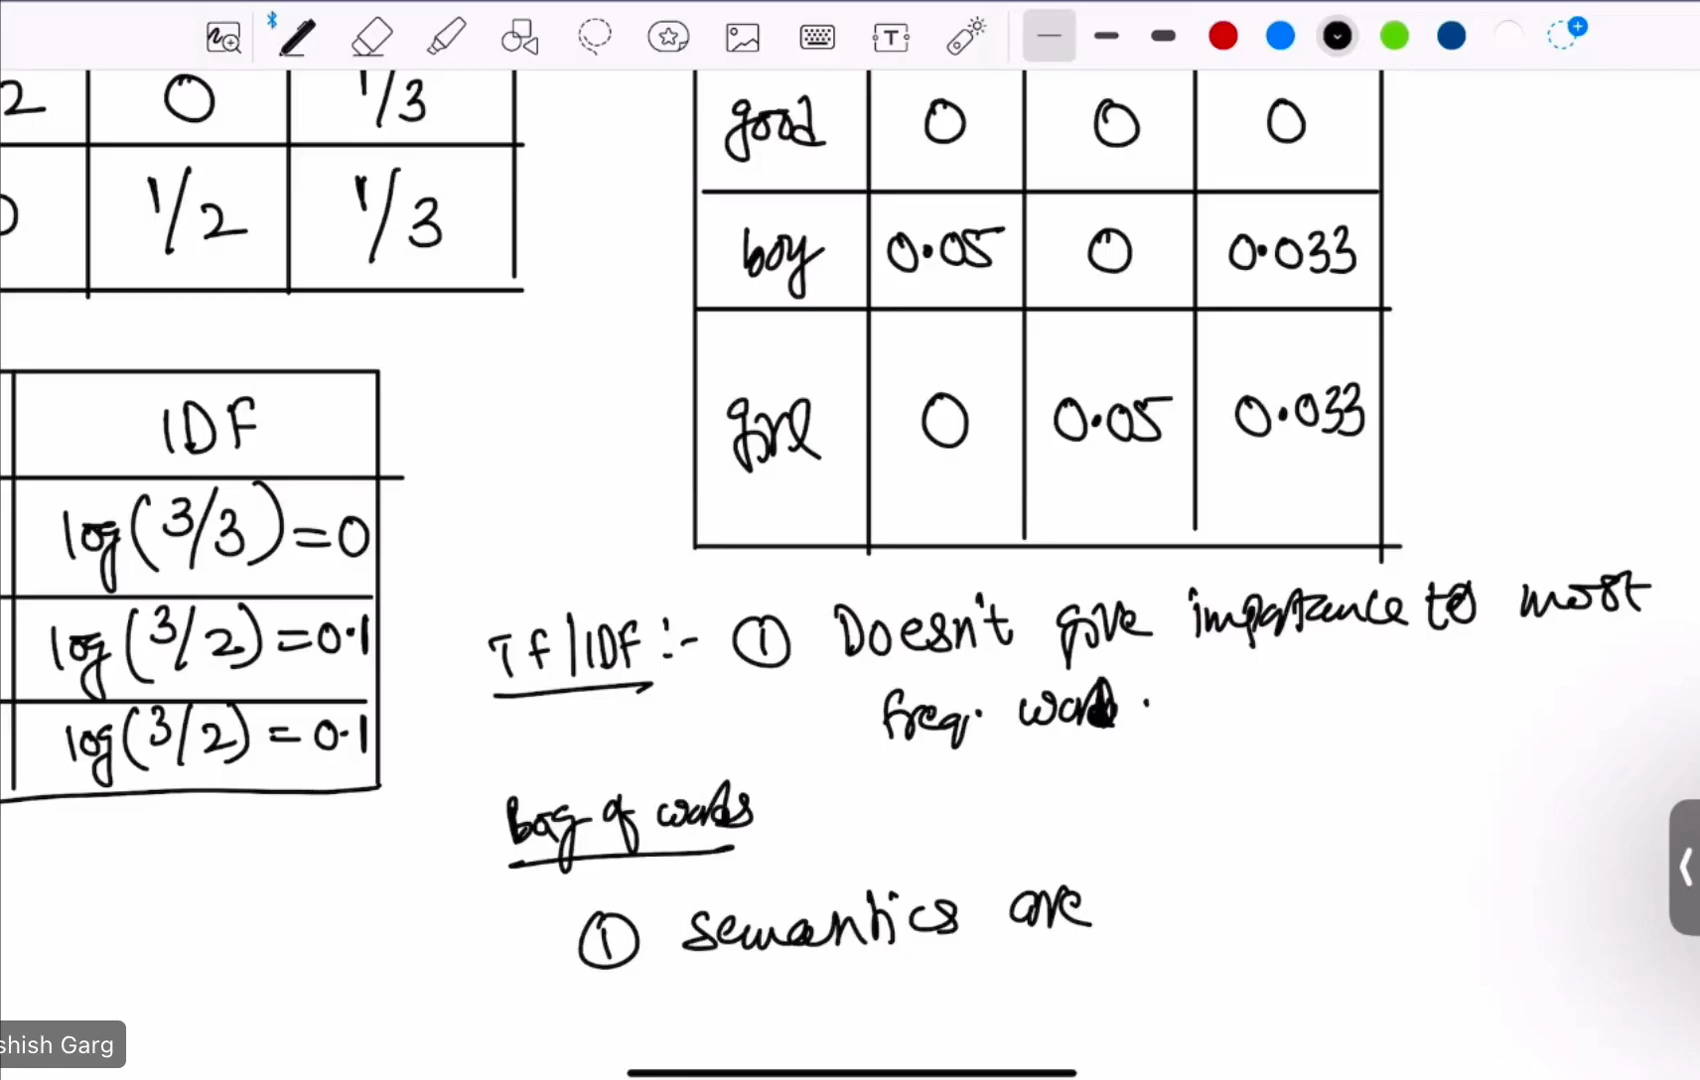 2 0 1/3
0 1/2 1/3
IDF
log(3/3)=0
log(3/2)=0.1
log(3/2)=0.1
good 0 0 0
boy 0.05 0 0.033
girl 0 0.05 0.033
TF/IDF :- ① Doesn't give importance to most
freq. word.
Bag of words
① semantics are
shish Garg